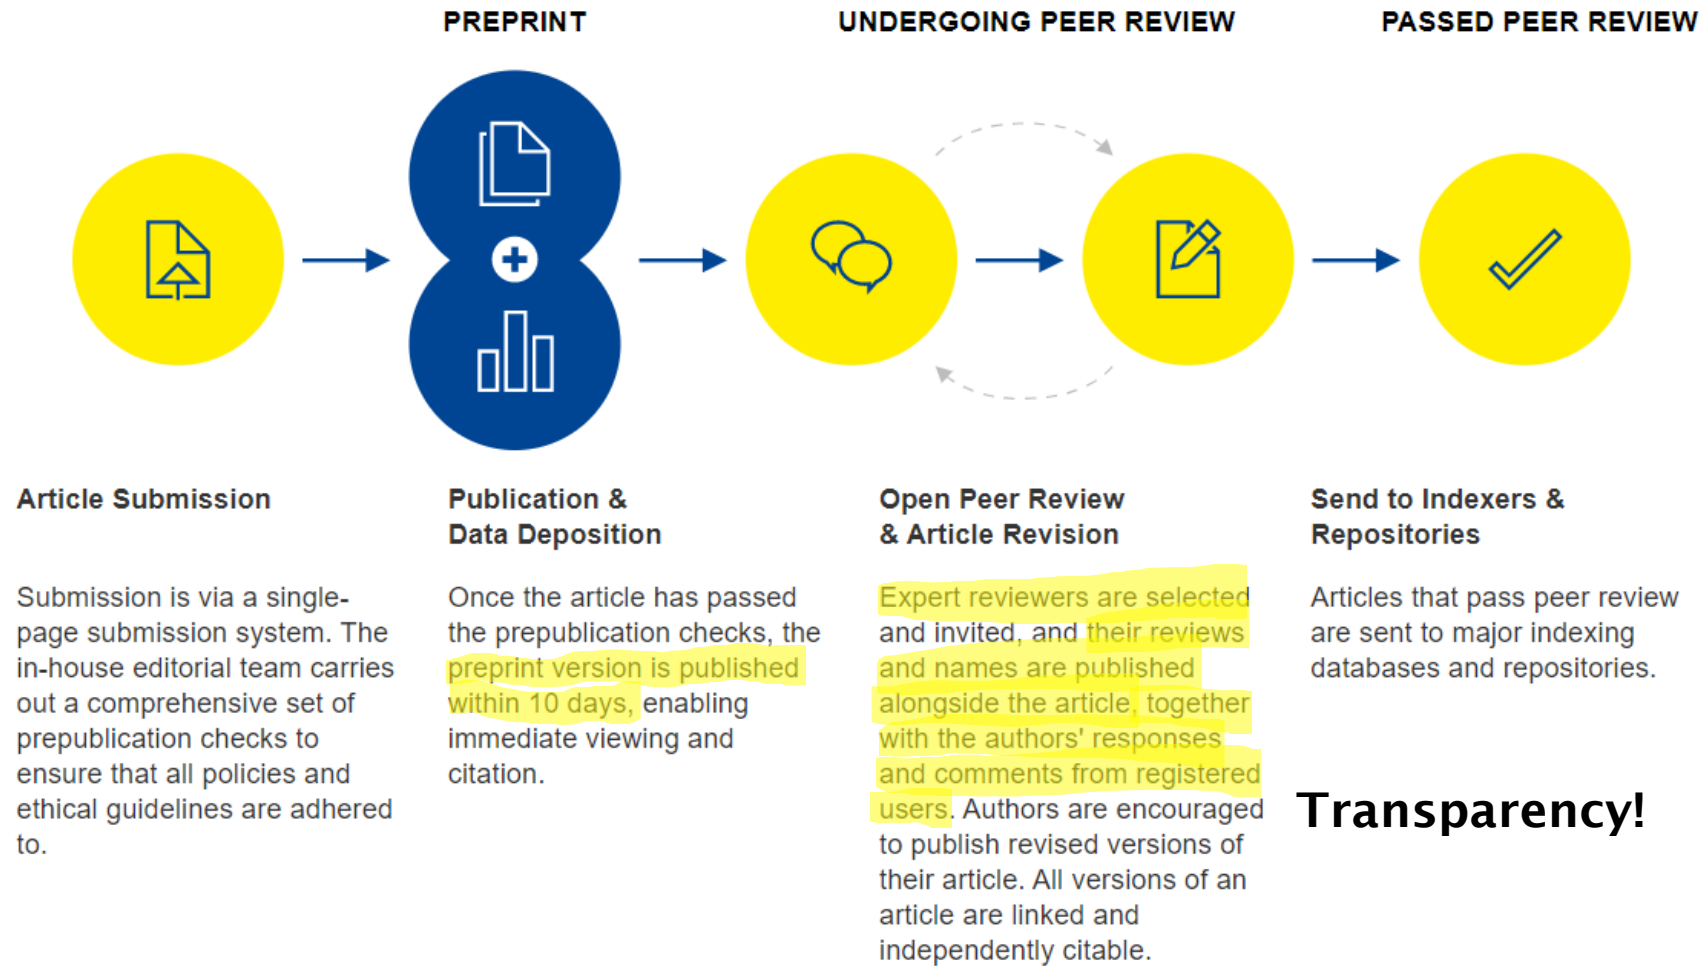 PREPRINT
UNDERGOING PEER REVIEW
PASSED PEER REVIEW
Article Submission
Submission is via a single-
page submission system. The
in-house editorial team carries
out a comprehensive set of
prepublication checks to
ensure that all policies and
ethical guidelines are adhered
to.
Publication &
Data Deposition
Once the article has passed
the prepublication checks, the
preprint version is published
within 10 days, enabling
immediate viewing and
citation.
Open Peer Review
& Article Revision
Expert reviewers are selected
and invited, and their reviews
and names are published
alongside the article, together
with the authors' responses
and comments from registered
users. Authors are encouraged
to publish revised versions of
their article. All versions of an
article are linked and
independently citable.
Send to Indexers &
Repositories
Articles that pass peer review
are sent to major indexing
databases and repositories.
Transparency!